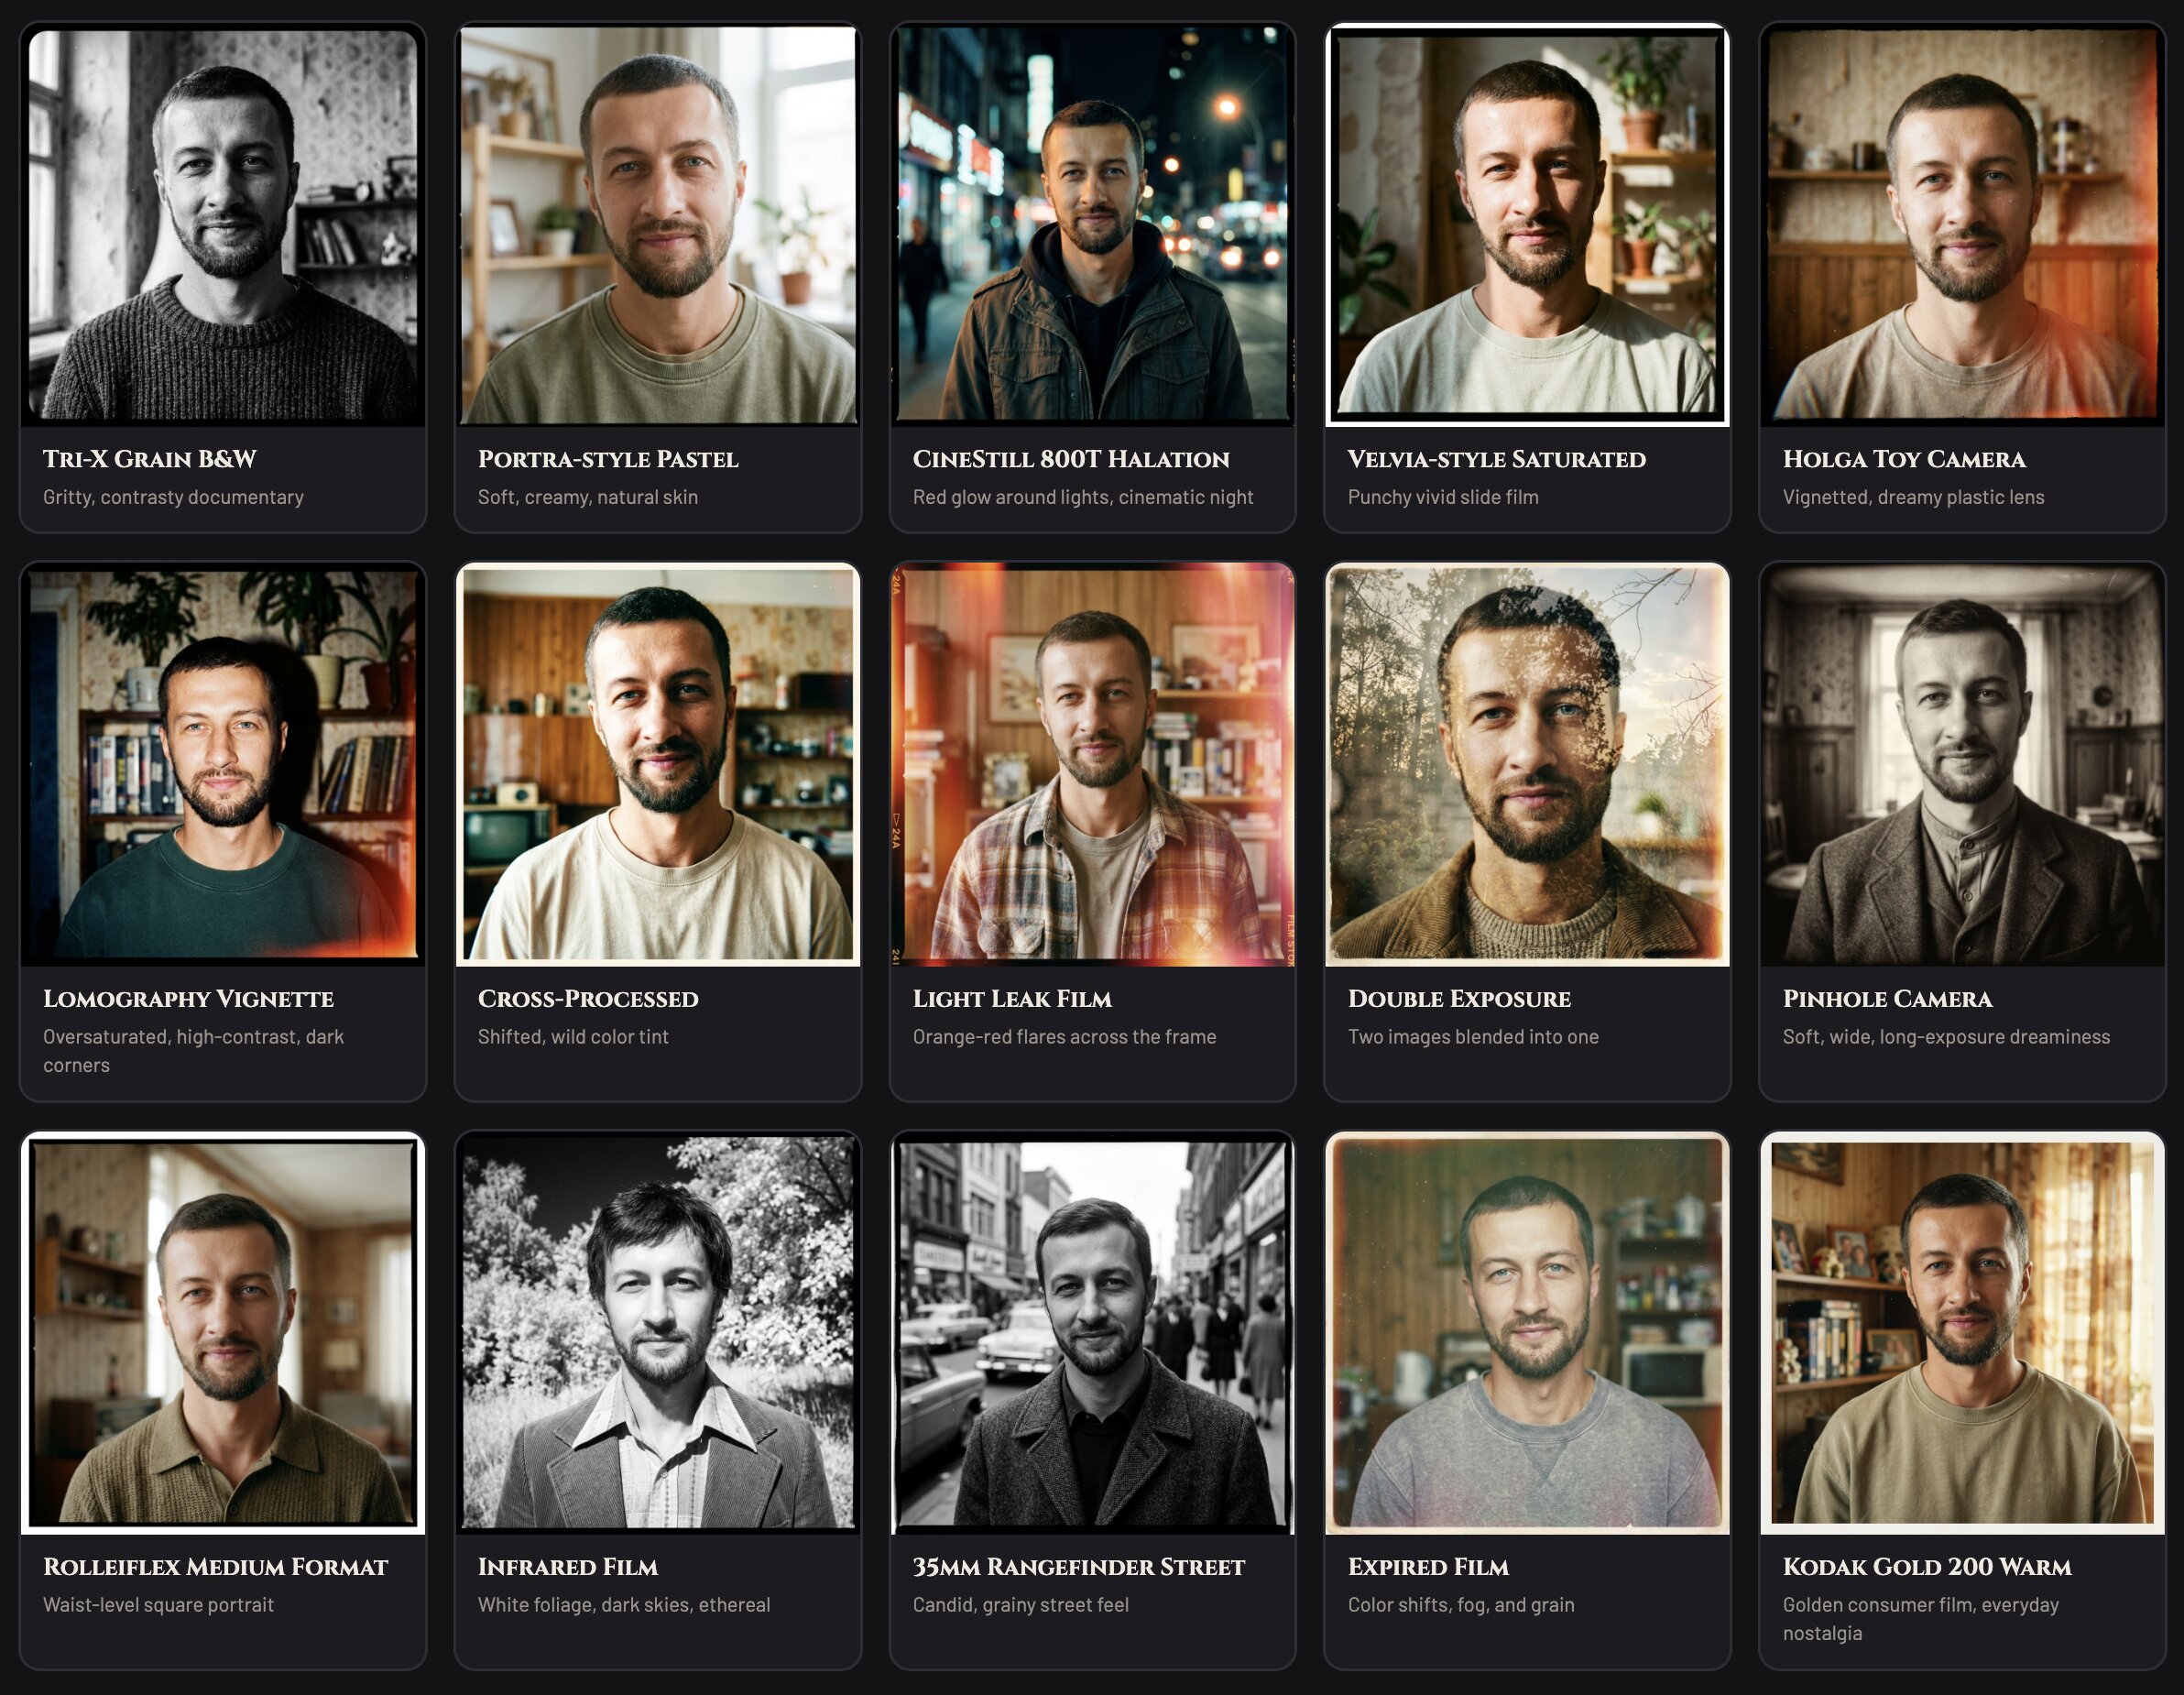 Tri-X Grain B&W
Gritty, contrasty documentary
Portra-style Pastel
Soft, creamy, natural skin
CineStill 800T Halation
Red glow around lights, cinematic night
Velvia-style Saturated
Punchy vivid slide film
Holga Toy Camera
Vignetted, dreamy plastic lens
24A
24A
Lomography Vignette
Oversaturated, high-contrast, dark
corners
Cross-Processed
Shifted, wild color tint
Light Leak Film
Orange-red flares across the frame
Double Exposure
Two images blended into one
Pinhole Camera
Soft, wide, long-exposure dreaminess
Rolleiflex Medium Format
Waist-level square portrait
Infrared Film
White foliage, dark skies, ethereal
35mm Rangefinder Street
Candid, grainy street feel
Expired Film
Color shifts, fog, and grain
Kodak Gold 200 Warm
Golden consumer film, everyday
nostalgia